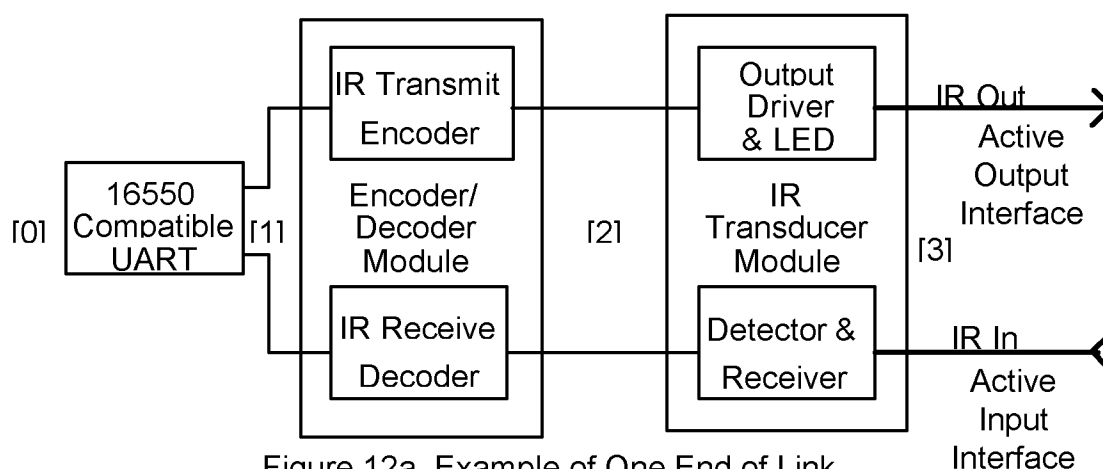 IR Transmit
Encoder
Output
Driver
& LED
IR Out
Active
Output
Interface
[0]
16550
Compatible
UART
[1]
Encoder/
Decoder
Module
[2]
IR
Transducer
Module
[3]
IR Receive
Decoder
Detector &
Receiver
IR In
Active
Input
Interface
Figure 12a. Example of One End of Link